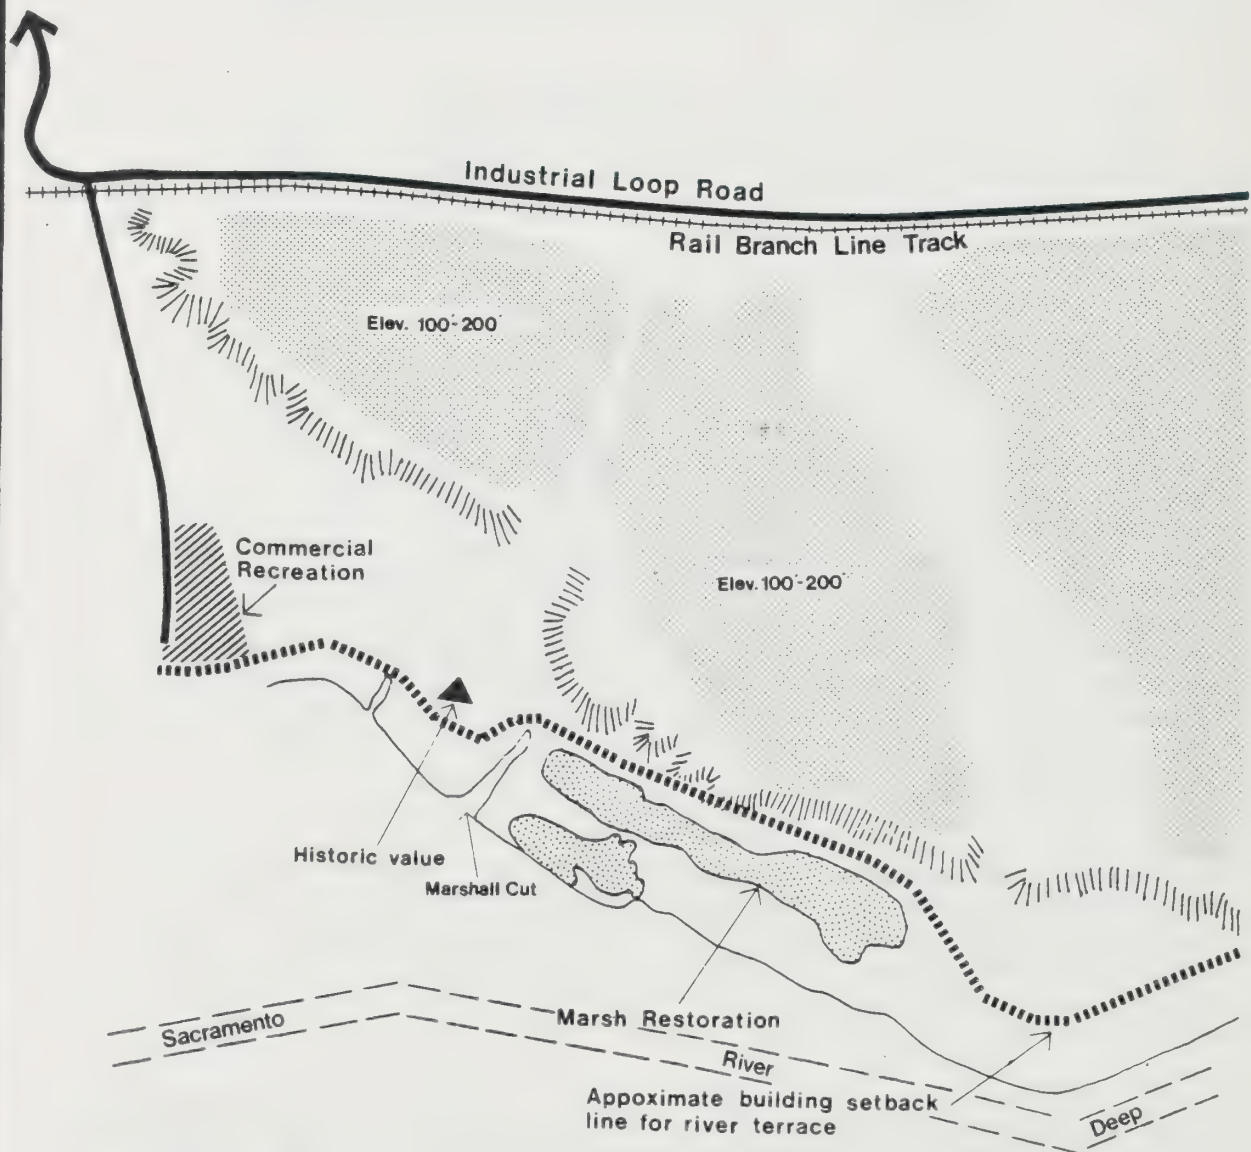 Industrial Loop Road
Rail Branch Line Track
Elev. 100'-200'
Commercial
Recreation
Elev. 100'-200'
Historic value
Marshall Cut
Sacramento
Marsh Restoration
River
Appoximate building setback
line for river terrace
Deep